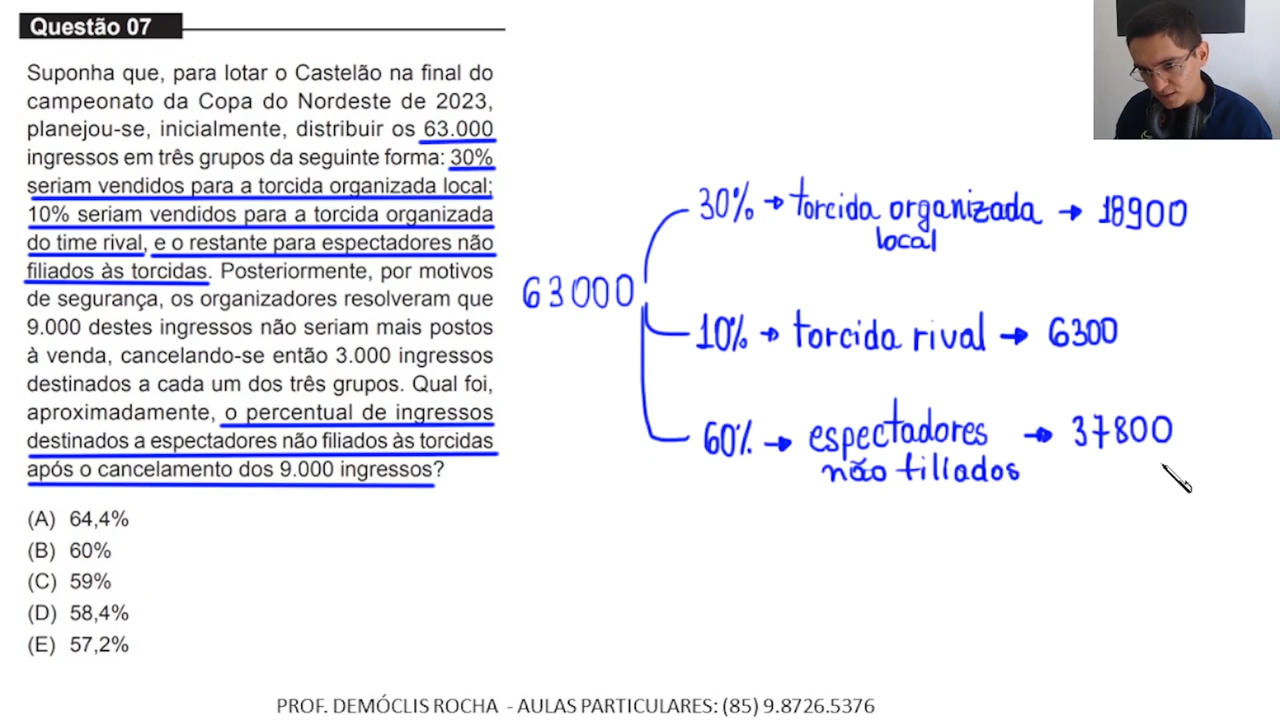 Questão 07
Suponha que, para lotar o Castelão na final do
campeonato da Copa do Nordeste de 2023,
planejou-se, inicialmente, distribuir os 63.000
ingressos em três grupos da seguinte forma: 30%
seriam vendidos para a torcida organizada local;
10% seriam vendidos para a torcida organizada
do time rival, e o restante para espectadores não
filiados às torcidas. Posteriormente, por motivos
de segurança, os organizadores resolveram que
9.000 destes ingressos não seriam mais postos
à venda, cancelando-se então 3.000 ingressos
destinados a cada um dos três grupos. Qual foi,
aproximadamente, o percentual de ingressos
destinados a espectadores não filiados às torcidas
após o cancelamento dos 9.000 ingressos?
(A) 64,4%
(B) 60%
(C) 59%
(D) 58,4%
(E) 57,2%
63000
30% → torcida organizada → 18900
local
10% → torcida rival → 6300
60% → espectadores → 37800
não filiados
PROF. DEMÓCLIS ROCHA - AULAS PARTICULARES: (85) 9.8726.5376